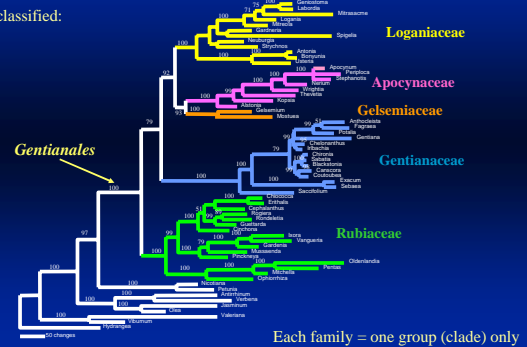 classified:
Geniostoma
Labordia
Mitrasacme
Logania
Mitreola
Gardneria
Spigelia
Neuburgia
Strychnos
Antonia
Bonyunia
Usteria
Loganiaceae
Apocynum
Periploca
Stephanotis
Nerium
Wrightia
Thevetia
Kopsia
Alstonia
Apocynaceae
Gelsemium
Mostuea
Gelsemiaceae
Anthocleista
Fagraea
Potalia
Gentiana
Chelonanthus
Irlbachia
Chironia
Sabatia
Blackstonia
Canscora
Coutoubea
Exacum
Sebaea
Saccifolium
Gentianaceae
Gentianales
Chiococca
Erithalis
Cephalanthus
Rogiera
Rondeletia
Guettarda
Cinchona
Ixora
Vangueria
Gardenia
Mussaenda
Pinckneya
Oldenlandia
Pentas
Mitchella
Ophiorrhiza
Rubiaceae
Nicotiana
Petunia
Antirrhinum
Verbena
Jasminum
Olea
Valeriana
Viburnum
Hydrangea
50 changes
Each family = one group (clade) only